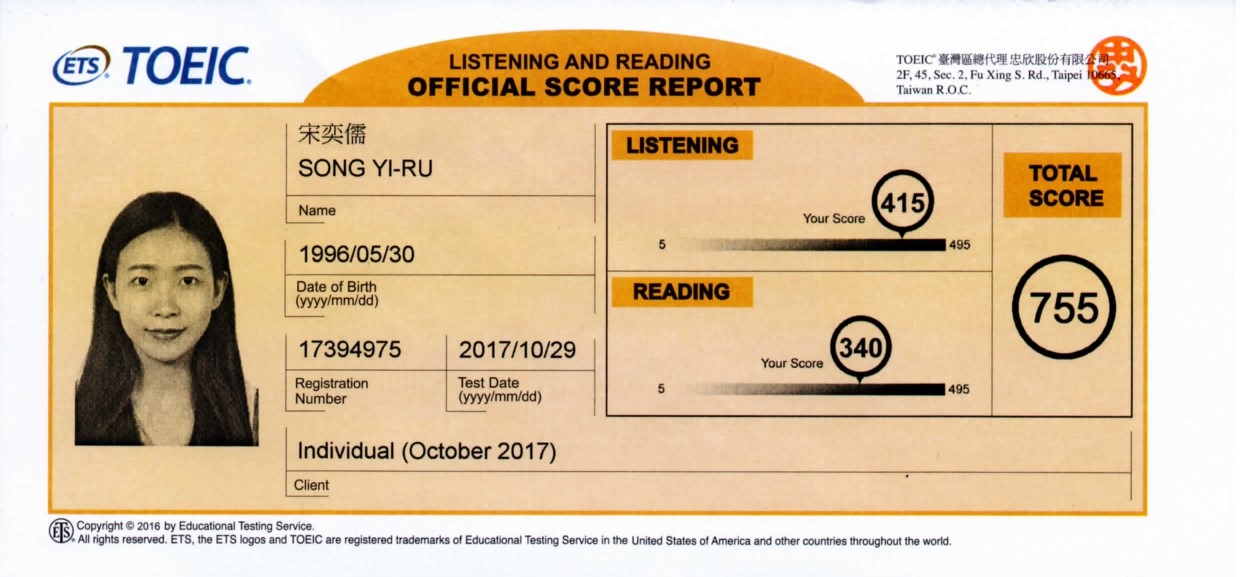 ETS TOEIC
LISTENING AND READING
OFFICIAL SCORE REPORT
TOEIC® 臺灣區總代理 忠欣股份有限公司
2F, 45, Sec. 2, Fu Xing S. Rd., Taipei 10665,
Taiwan R.O.C.
宋奕儒
SONG YI-RU
Name
1996/05/30
Date of Birth
(yyyy/mm/dd)
17394975
Registration
Number
2017/10/29
Test Date
(yyyy/mm/dd)
LISTENING
Your Score
415
5
495
READING
Your Score
340
5
495
TOTAL
SCORE
755
Individual (October 2017)
Client
ETS® Copyright © 2016 by Educational Testing Service.
All rights reserved. ETS, the ETS logos and TOEIC are registered trademarks of Educational Testing Service in the United States of America and other countries throughout the world.